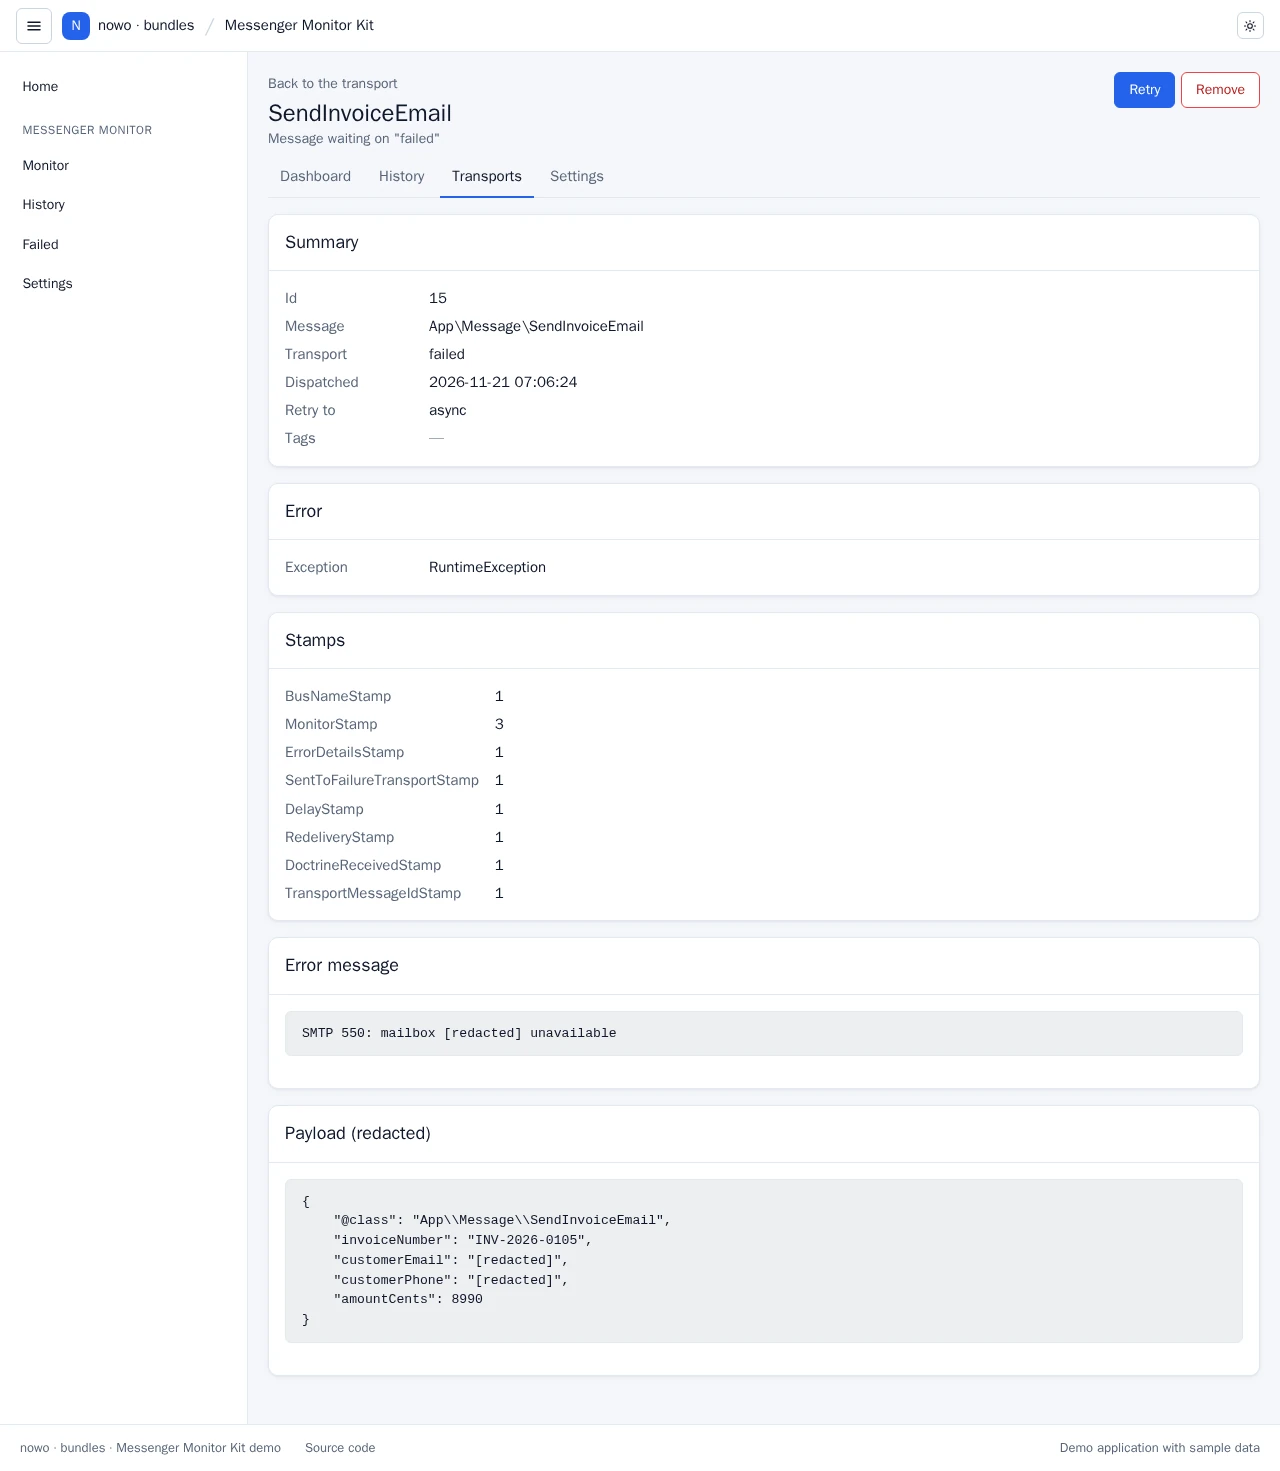 N nowo · bundles / Messenger Monitor Kit
Home
MESSENGER MONITOR
Monitor
History
Failed
Settings
Back to the transport
SendInvoiceEmail
Message waiting on "failed"
Retry Remove
Dashboard History Transports Settings
Summary
Id 15
Message App\Message\SendInvoiceEmail
Transport failed
Dispatched 2026-11-21 07:06:24
Retry to async
Tags —
Error
Exception RuntimeException
Stamps
BusNameStamp 1
MonitorStamp 3
ErrorDetailsStamp 1
SentToFailureTransportStamp 1
DelayStamp 1
RedeliveryStamp 1
DoctrineReceivedStamp 1
TransportMessageIdStamp 1
Error message
SMTP 550: mailbox [redacted] unavailable
Payload (redacted)
{
    "@class": "App\\Message\\SendInvoiceEmail",
    "invoiceNumber": "INV-2026-0105",
    "customerEmail": "[redacted]",
    "customerPhone": "[redacted]",
    "amountCents": 8990
}
nowo · bundles · Messenger Monitor Kit demo Source code Demo application with sample data